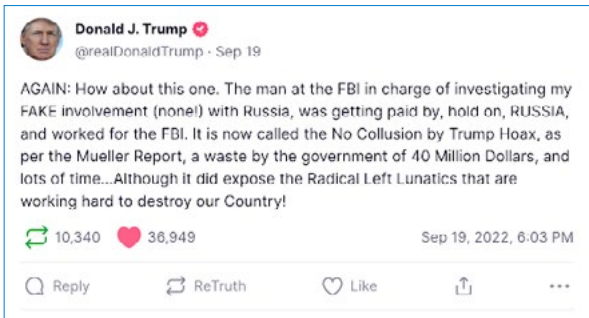 Donald J. Trump
@realDonaldTrump · Sep 19
AGAIN: How about this one. The man at the FBI in charge of investigating my
FAKE involvement (none!) with Russia, was getting paid by, hold on, RUSSIA,
and worked for the FBI. It is now called the No Collusion by Trump Hoax, as
per the Mueller Report, a waste by the government of 40 Million Dollars, and
lots of time...Although it did expose the Radical Left Lunatics that are
working hard to destroy our Country!
10,340 36,949 Sep 19, 2022, 6:03 PM
Reply ReTruth Like